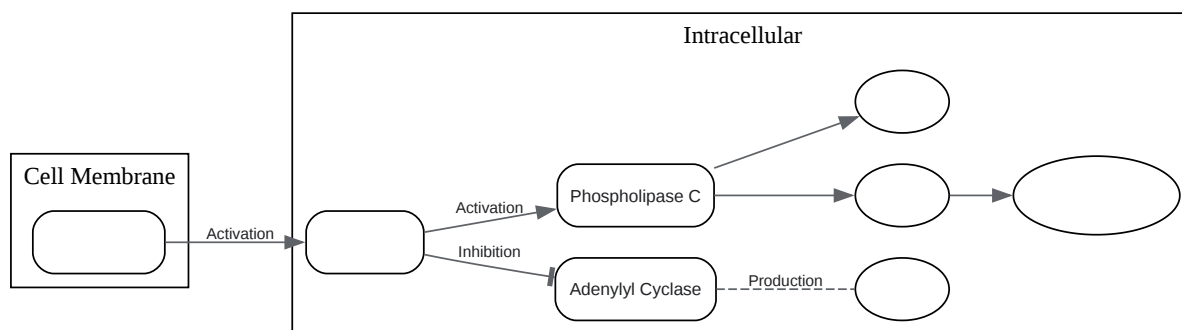 Intracellular
Cell Membrane
Activation
Activation
Inhibition
Phospholipase C
Adenylyl Cyclase
Production